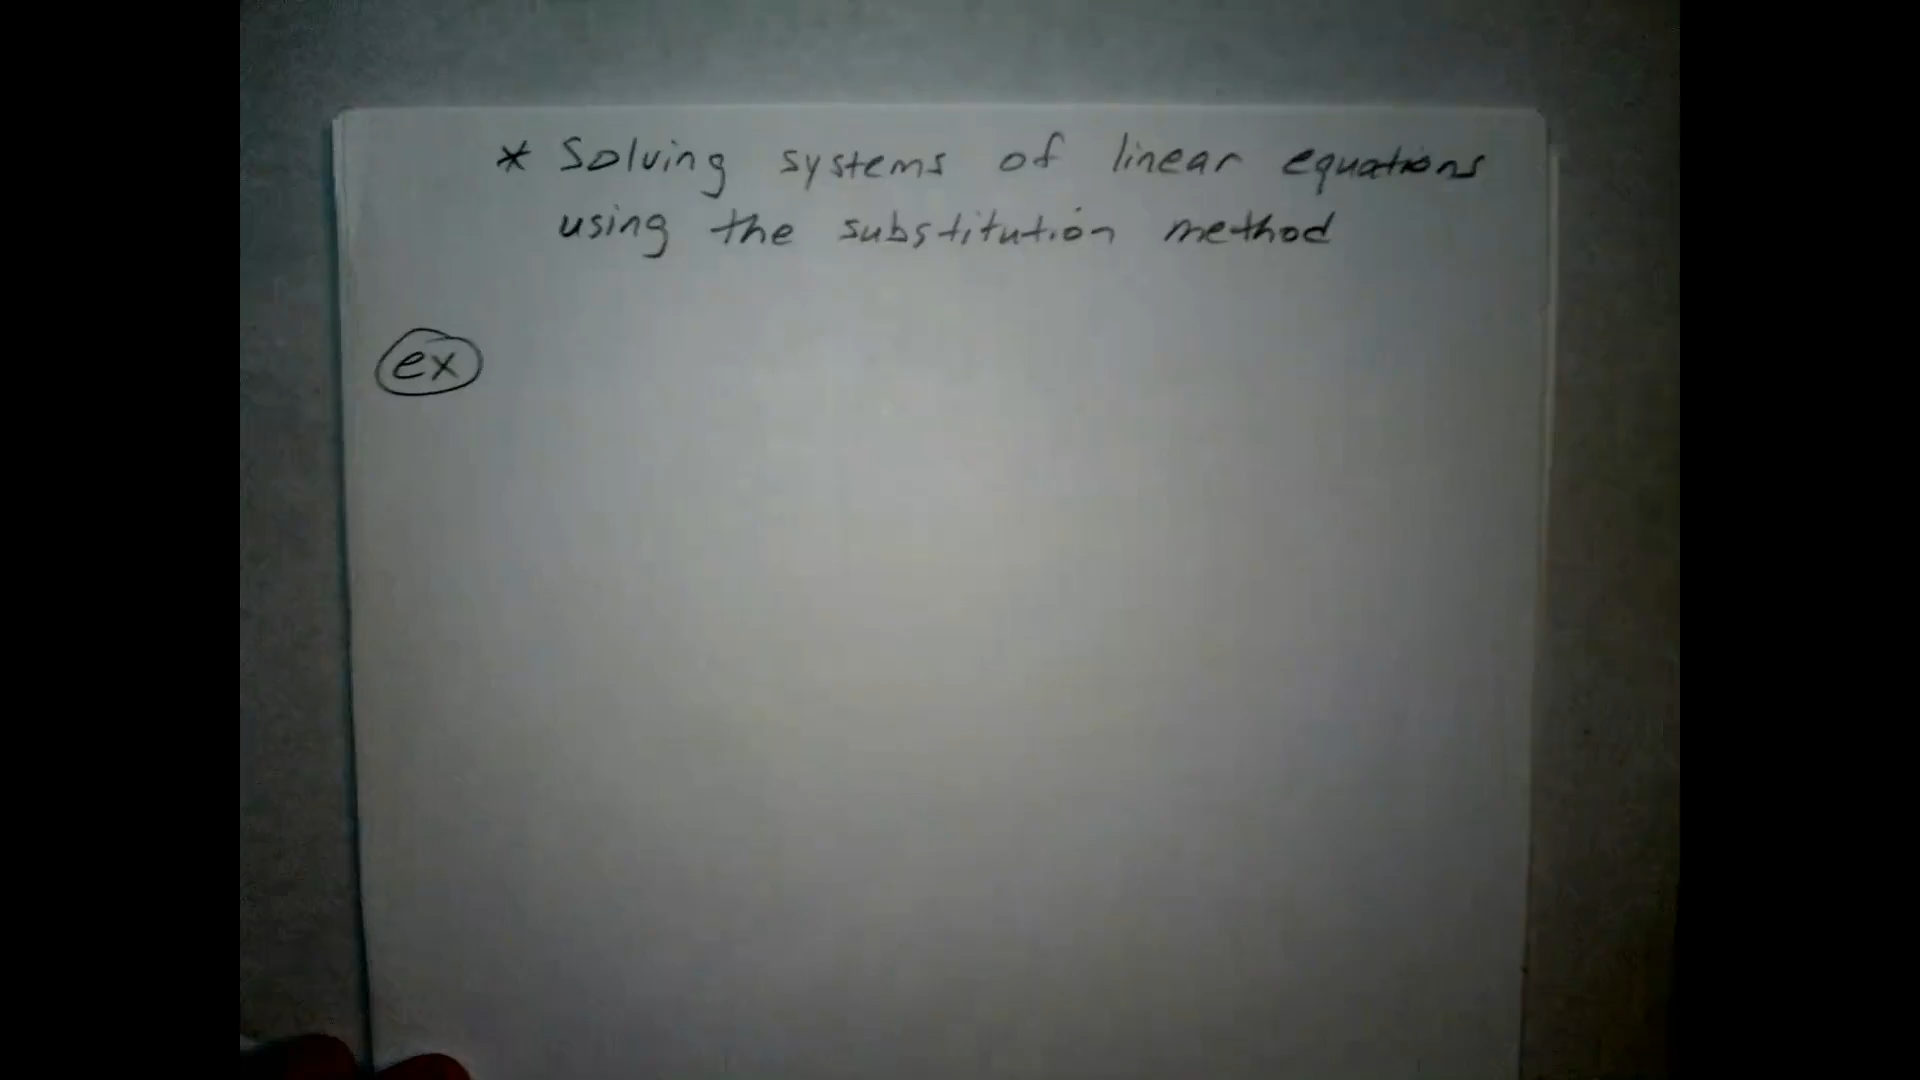 * Solving systems of linear equations
using the substitution method
ex